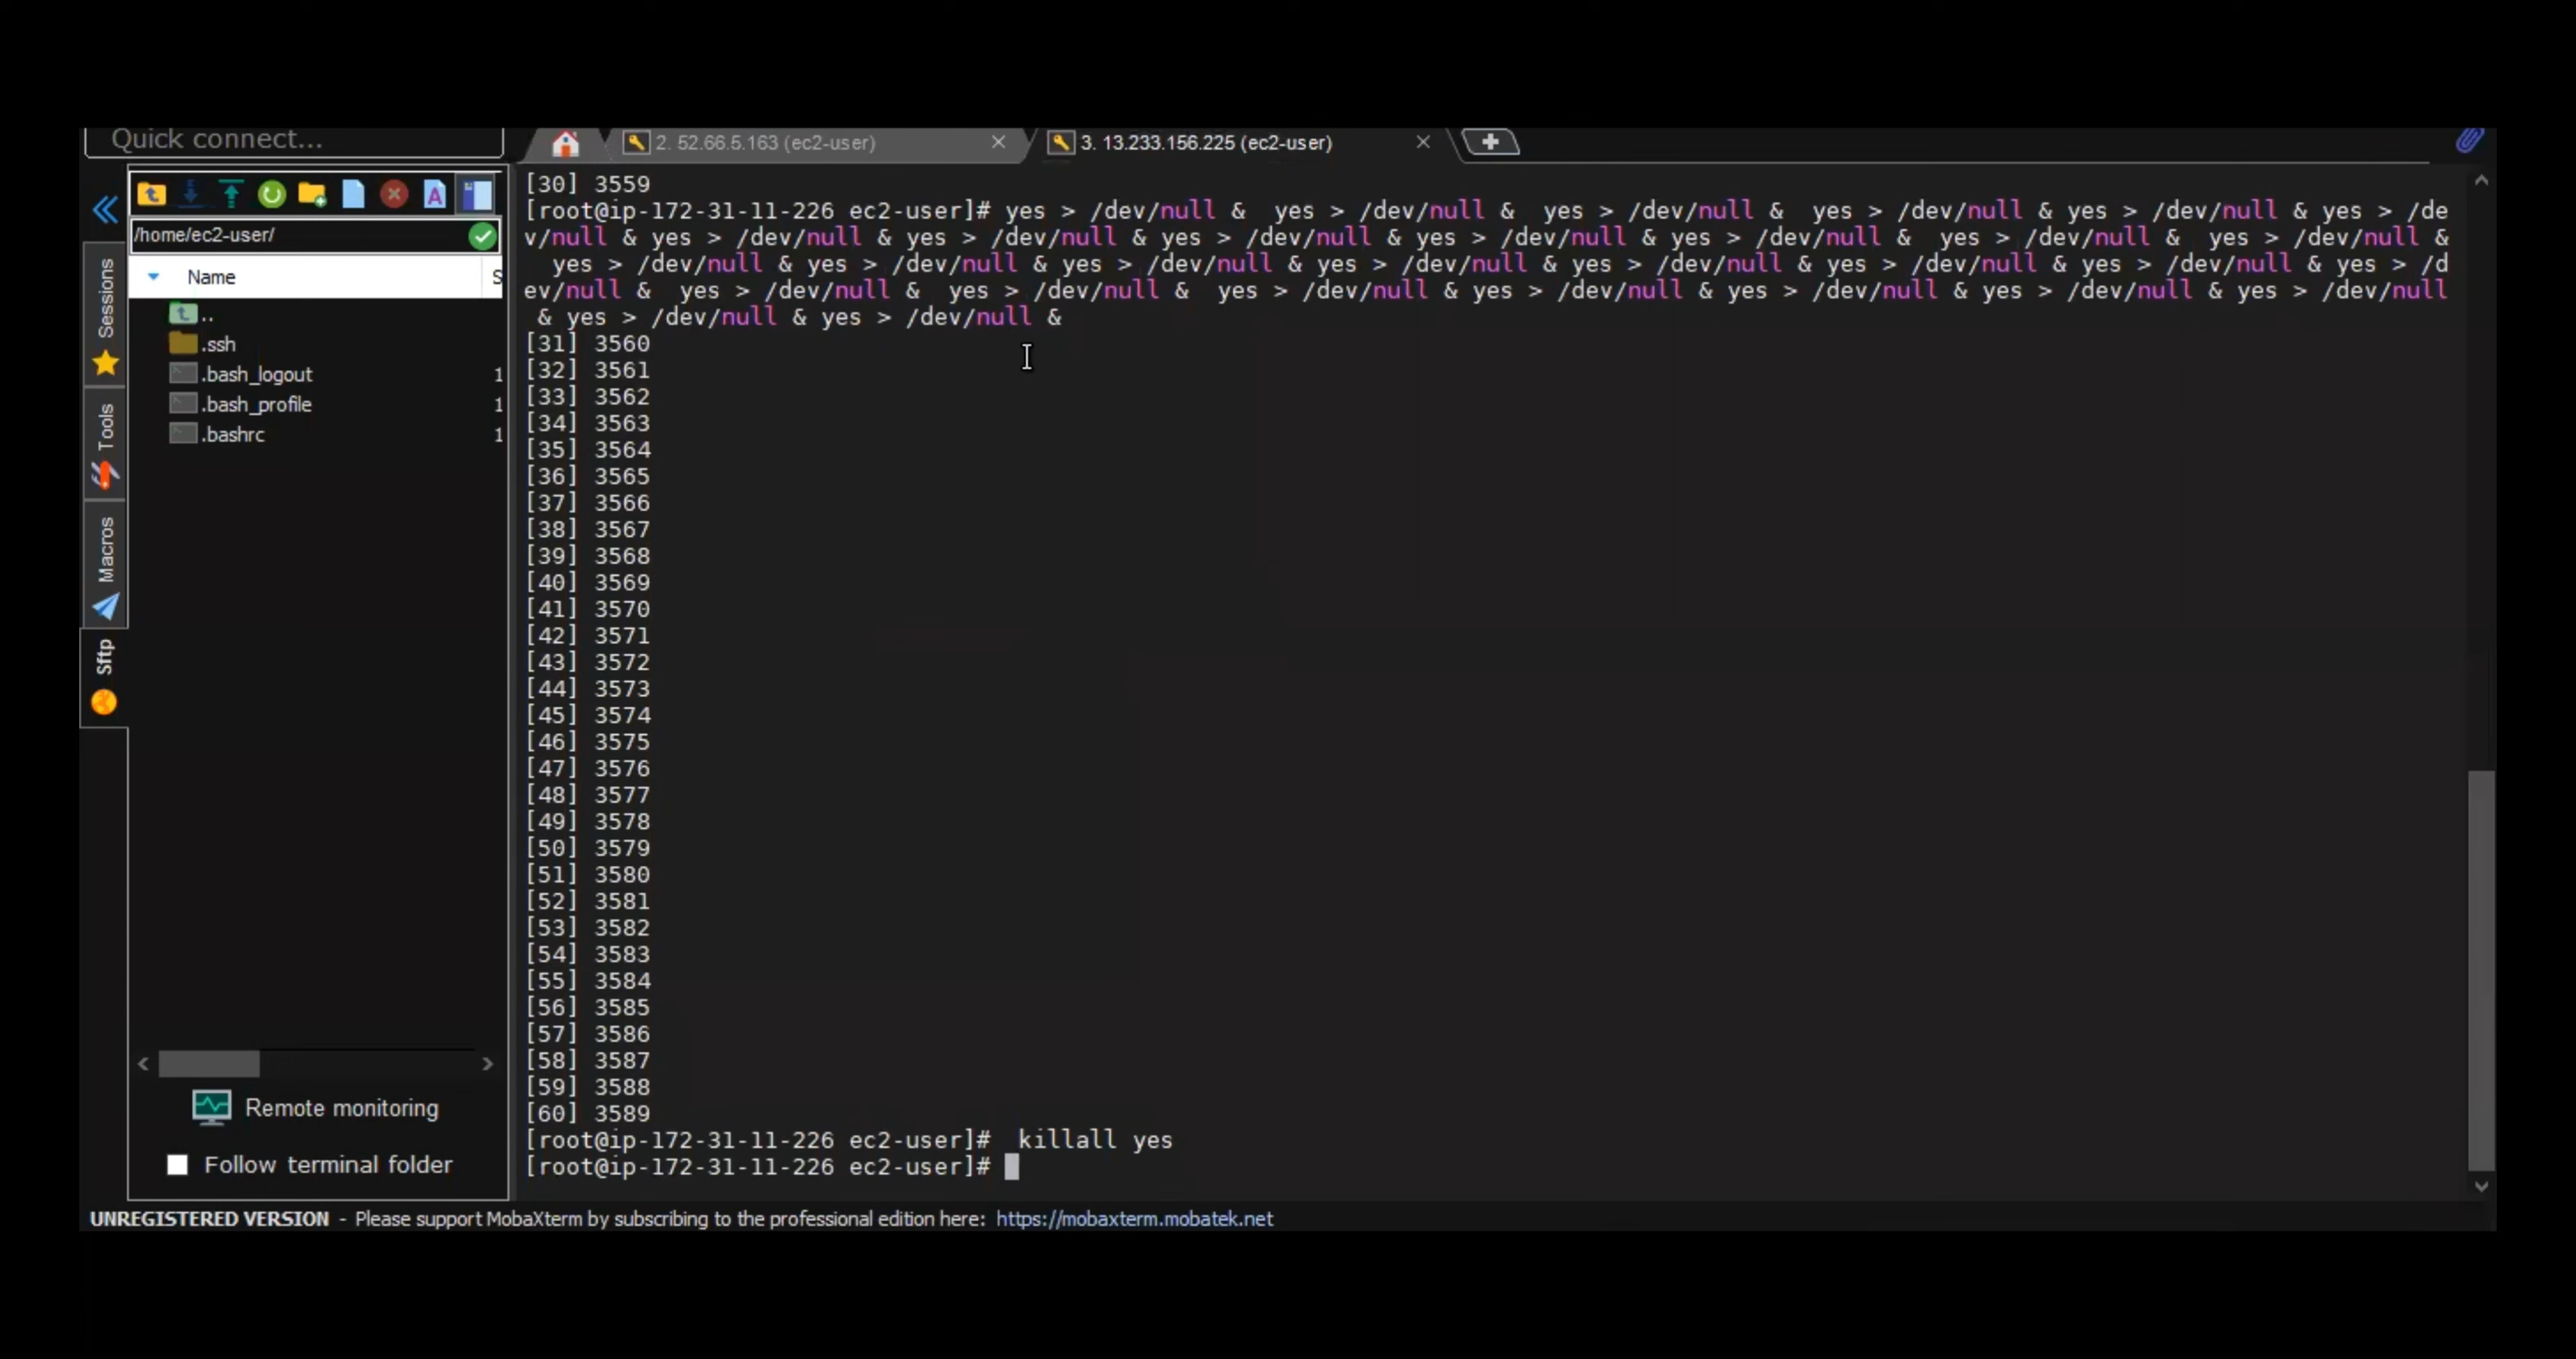 Quick connect...
2. 52.66.5.163 (ec2-user)
3. 13.233.156.225 (ec2-user)
/home/ec2-user/
Name
S
..
.ssh
.bash_logout 1
.bash_profile 1
.bashrc 1
Sessions
Tools
Macros
Sftp
Remote monitoring
Follow terminal folder
[30] 3559
[root@ip-172-31-11-226 ec2-user]# yes > /dev/null &  yes > /dev/null &  yes > /dev/null &  yes > /dev/null & yes > /dev/null & yes > /de
v/null & yes > /dev/null & yes > /dev/null & yes > /dev/null & yes > /dev/null & yes > /dev/null &  yes > /dev/null &  yes > /dev/null &
  yes > /dev/null & yes > /dev/null & yes > /dev/null & yes > /dev/null & yes > /dev/null & yes > /dev/null & yes > /dev/null & yes > /d
ev/null &  yes > /dev/null &  yes > /dev/null &  yes > /dev/null & yes > /dev/null & yes > /dev/null & yes > /dev/null & yes > /dev/null
 & yes > /dev/null & yes > /dev/null &
[31] 3560
[32] 3561
[33] 3562
[34] 3563
[35] 3564
[36] 3565
[37] 3566
[38] 3567
[39] 3568
[40] 3569
[41] 3570
[42] 3571
[43] 3572
[44] 3573
[45] 3574
[46] 3575
[47] 3576
[48] 3577
[49] 3578
[50] 3579
[51] 3580
[52] 3581
[53] 3582
[54] 3583
[55] 3584
[56] 3585
[57] 3586
[58] 3587
[59] 3588
[60] 3589
[root@ip-172-31-11-226 ec2-user]#  killall yes
[root@ip-172-31-11-226 ec2-user]#
UNREGISTERED VERSION - Please support MobaXterm by subscribing to the professional edition here: https://mobaxterm.mobatek.net